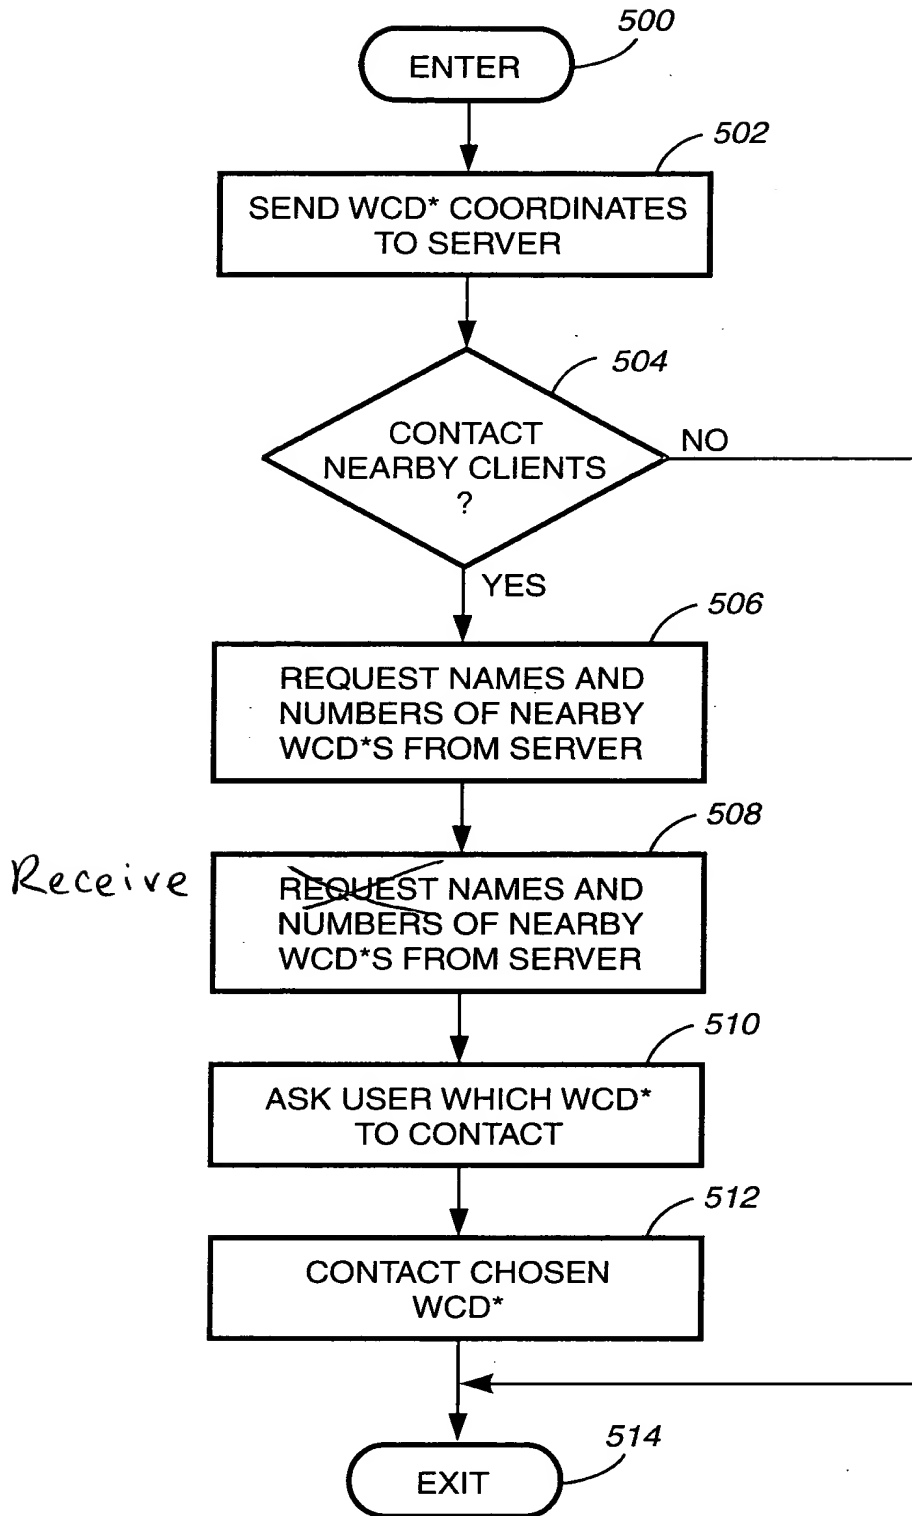 500
ENTER
502
SEND WCD* COORDINATES
TO SERVER
504
CONTACT
NEARBY CLIENTS
?
NO
YES
506
REQUEST NAMES AND
NUMBERS OF NEARBY
WCD*S FROM SERVER
508
Receive
REQUEST NAMES AND
NUMBERS OF NEARBY
WCD*S FROM SERVER
510
ASK USER WHICH WCD*
TO CONTACT
512
CONTACT CHOSEN
WCD*
514
EXIT